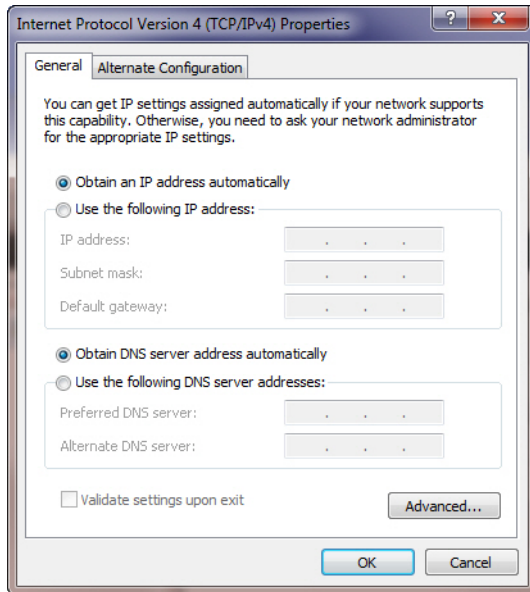 Internet Protocol Version 4 (TCP/IPv4) Properties
?
General
Alternate Configuration
You can get IP settings assigned automatically if your network supports
this capability. Otherwise, you need to ask your network administrator
for the appropriate IP settings.
Obtain an IP address automatically
Use the following IP address:
IP address:
Subnet mask:
Default gateway:
Obtain DNS server address automatically
Use the following DNS server addresses:
Preferred DNS server:
Alternate DNS server:
Validate settings upon exit
Advanced...
OK
Cancel